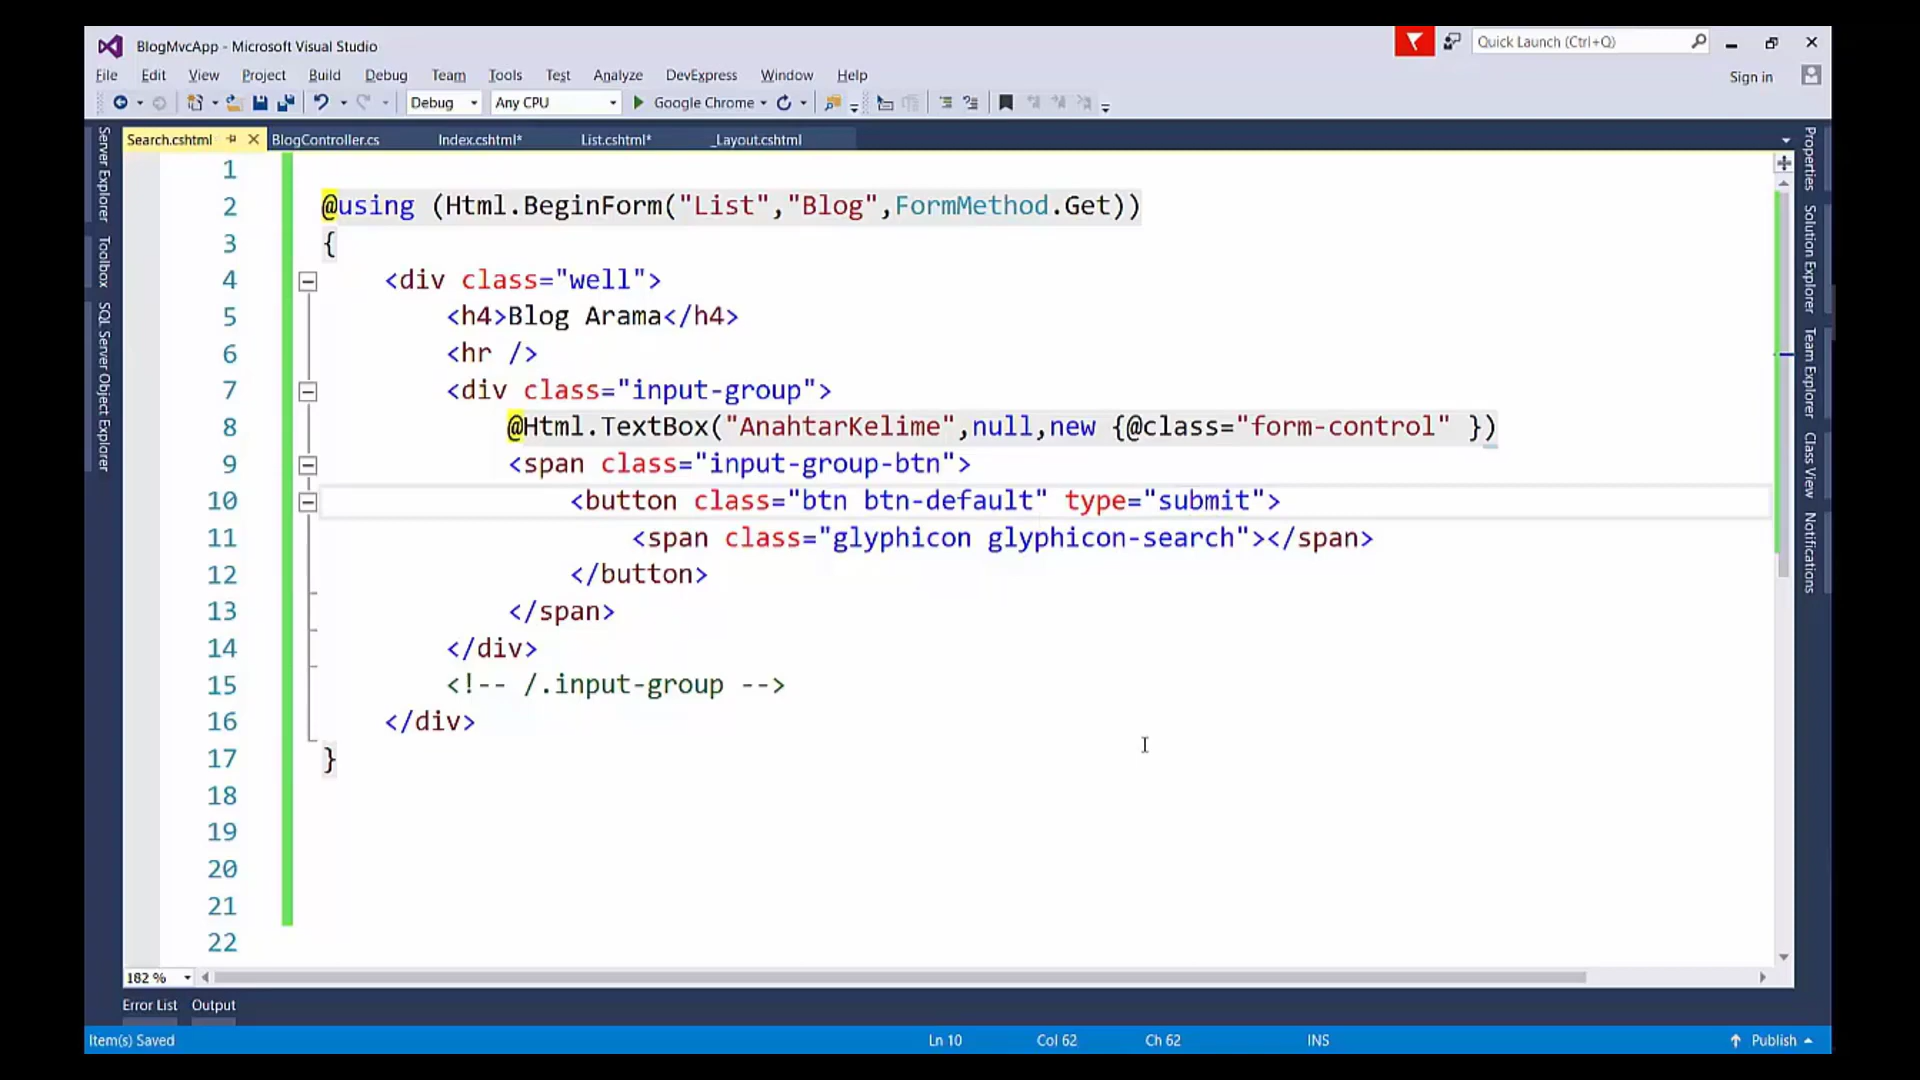 BlogMvcApp - Microsoft Visual Studio
Quick Launch (Ctrl+Q)
File Edit View Project Build Debug Team Tools Test Analyze DevExpress Window Help
Sign in
Debug Any CPU Google Chrome
Search.cshtml BlogController.cs Index.cshtml* List.cshtml* _Layout.cshtml
Server Explorer
Toolbox
SQL Server Object Explorer
1
2 @using (Html.BeginForm("List","Blog",FormMethod.Get))
3 {
4 <div class="well">
5 <h4>Blog Arama</h4>
6 <hr />
7 <div class="input-group">
8 @Html.TextBox("AnahtarKelime",null,new {@class="form-control" })
9 <span class="input-group-btn">
10 <button class="btn btn-default" type="submit">
11 <span class="glyphicon glyphicon-search"></span>
12 </button>
13 </span>
14 </div>
15 <!-- /.input-group -->
16 </div>
17 }
18
19
20
21
22
Properties
Solution Explorer
Team Explorer
Class View
Notifications
182 %
Error List Output
Item(s) Saved Ln 10 Col 62 Ch 62 INS Publish